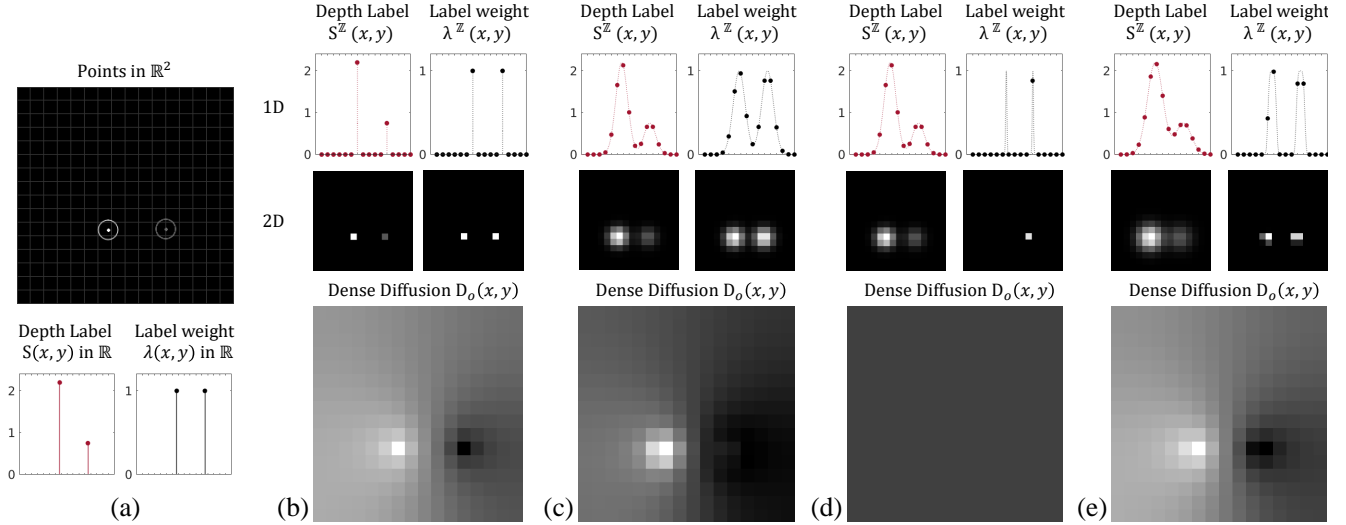 Points in ℝ²
Depth Label
S(x, y) in ℝ
2
1
0
Label weight
λ(x, y) in ℝ
1
0
(a)
1D
2D
Depth Label
S^ℤ (x, y)
2
1
0
Label weight
λ^ℤ (x, y)
1
0
Dense Diffusion D_o(x, y)
(b)
Depth Label
S^ℤ (x, y)
2
1
0
Label weight
λ^ℤ (x, y)
1
0
Dense Diffusion D_o(x, y)
(c)
Depth Label
S^ℤ (x, y)
2
1
0
Label weight
λ^ℤ (x, y)
1
0
Dense Diffusion D_o(x, y)
(d)
Depth Label
S^ℤ (x, y)
2
1
0
Label weight
λ^ℤ (x, y)
1
0
Dense Diffusion D_o(x, y)
(e)